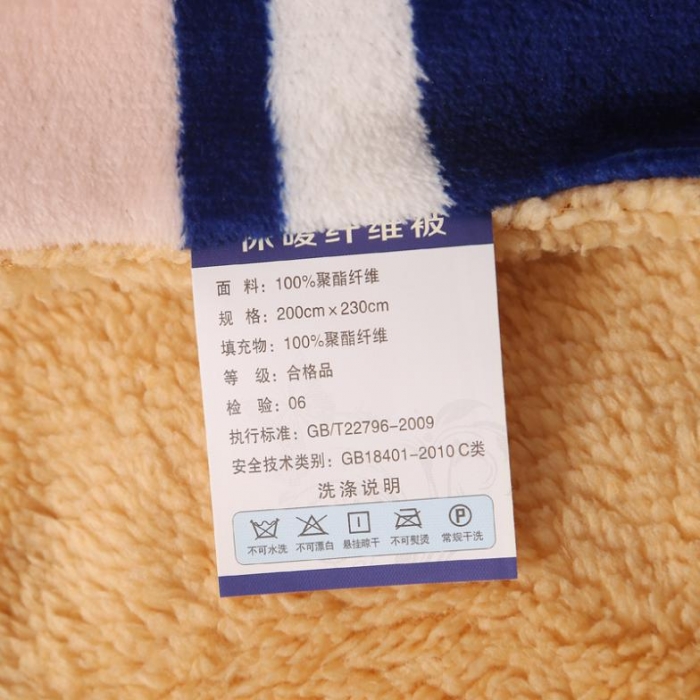 保暖纤维被
面 料：100%聚酯纤维
规 格：200cm×230cm
填充物：100%聚酯纤维
等 级：合格品
检 验：06
执行标准：GB/T22796-2009
安全技术类别：GB18401-2010 C类
洗涤说明
P
不可水洗 不可漂白 悬挂晾干 不可熨烫 常规干洗